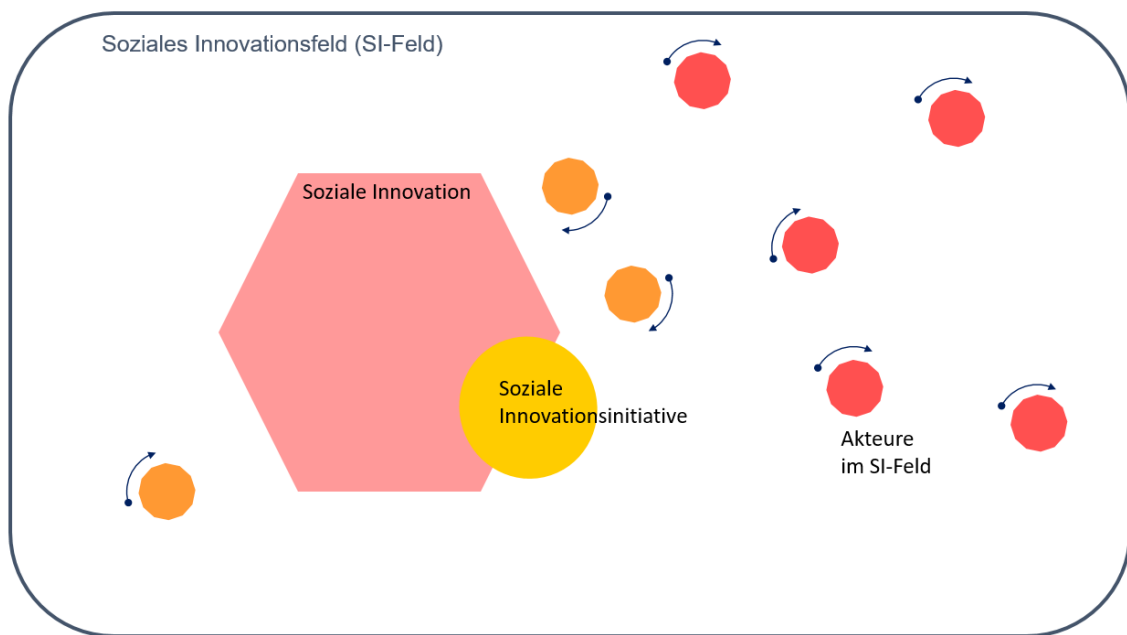 Soziales Innovationsfeld (SI-Feld)
Soziale Innovation
Soziale
Innovationsinitiative
Akteure
im SI-Feld